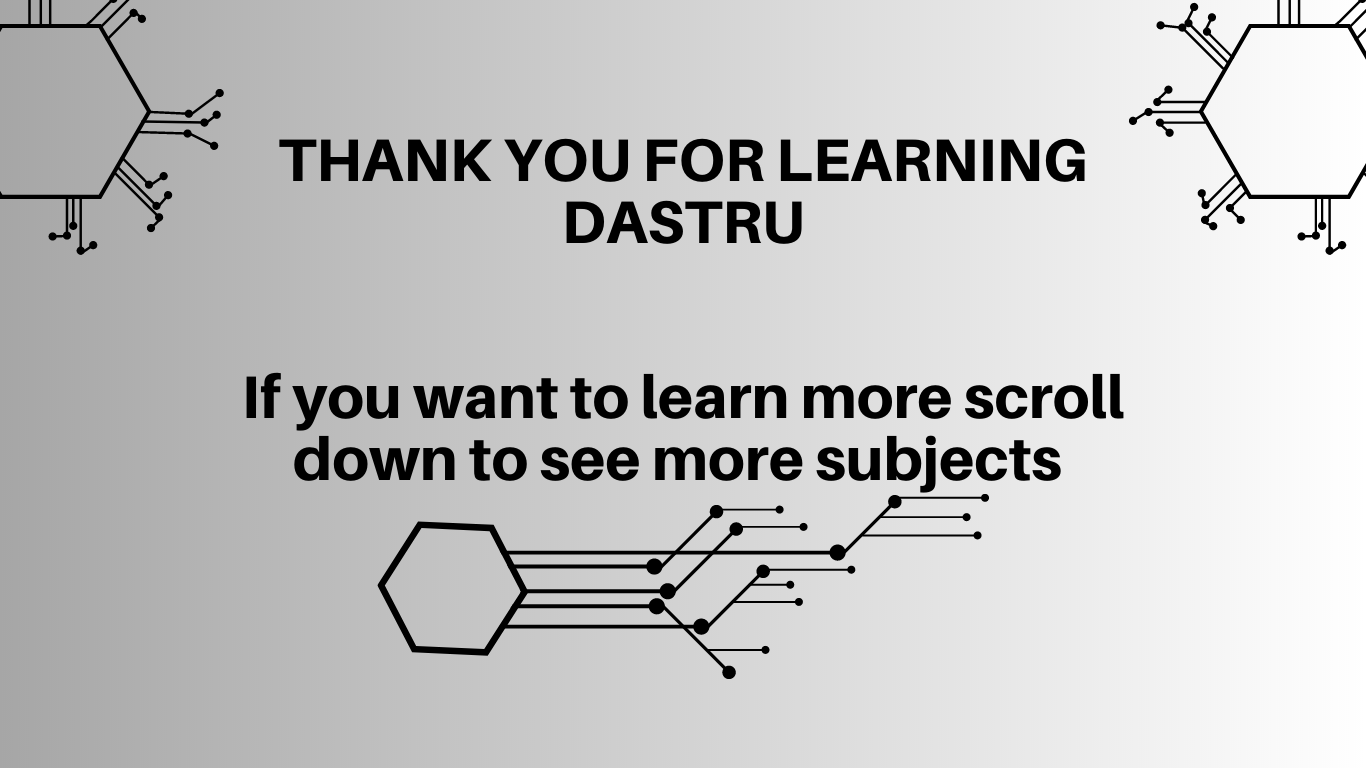 THANK YOU FOR LEARNING
DASTRU
If you want to learn more scroll
down to see more subjects